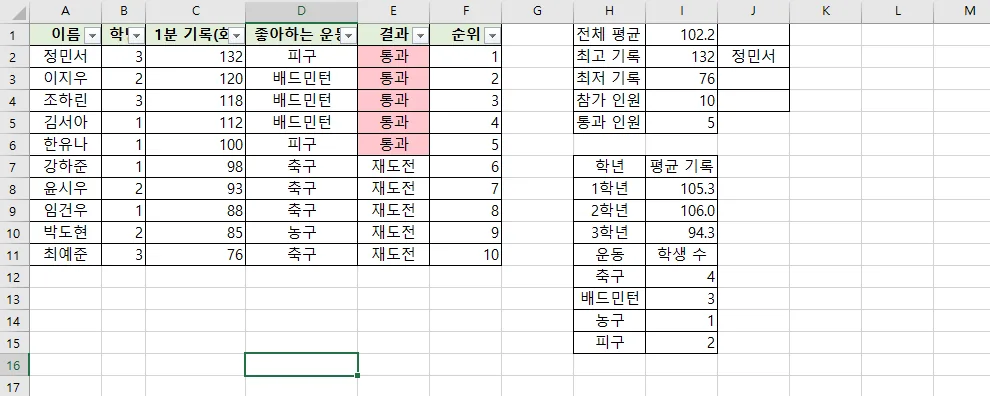 A B C D E F G H I J K L M
1 이름 학년 1분 기록(회 좋아하는 운동 결과 순위 전체 평균 102.2
2 정민서 3 132 피구 통과 1 최고 기록 132 정민서
3 이지우 2 120 배드민턴 통과 2 최저 기록 76
4 조하린 3 118 배드민턴 통과 3 참가 인원 10
5 김서아 1 112 배드민턴 통과 4 통과 인원 5
6 한유나 1 100 피구 통과 5
7 강하준 1 98 축구 재도전 6 학년 평균 기록
8 윤시우 2 93 축구 재도전 7 1학년 105.3
9 임건우 1 88 축구 재도전 8 2학년 106.0
10 박도현 2 85 농구 재도전 9 3학년 94.3
11 최예준 3 76 축구 재도전 10 운동 학생 수
12 축구 4
13 배드민턴 3
14 농구 1
15 피구 2
16
17